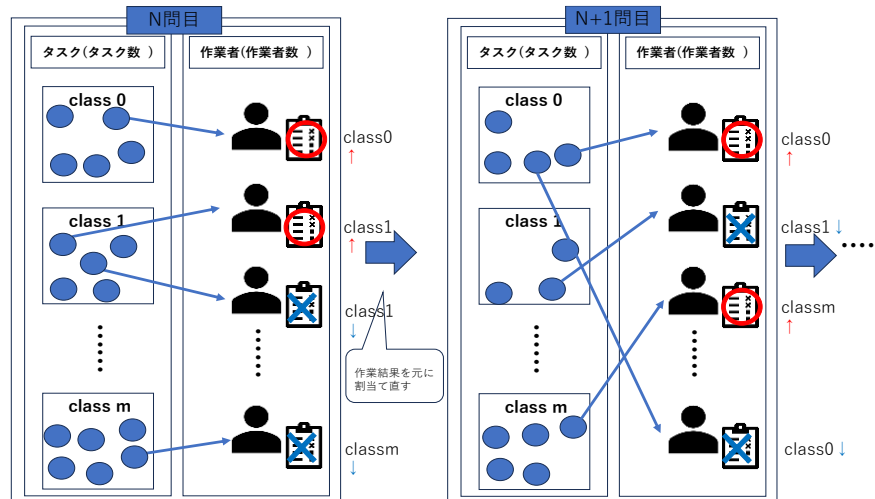 N問目
タスク(タスク数 )
作業者(作業者数 )
class 0
class0
↑
class 1
class1
↑
class1
↓
class m
classm
↓
作業結果を元に
割当て直す
N+1問目
タスク(タスク数 )
作業者(作業者数 )
class 0
class0
↑
class 1
class1 ↓
classm
↑
class m
class0 ↓